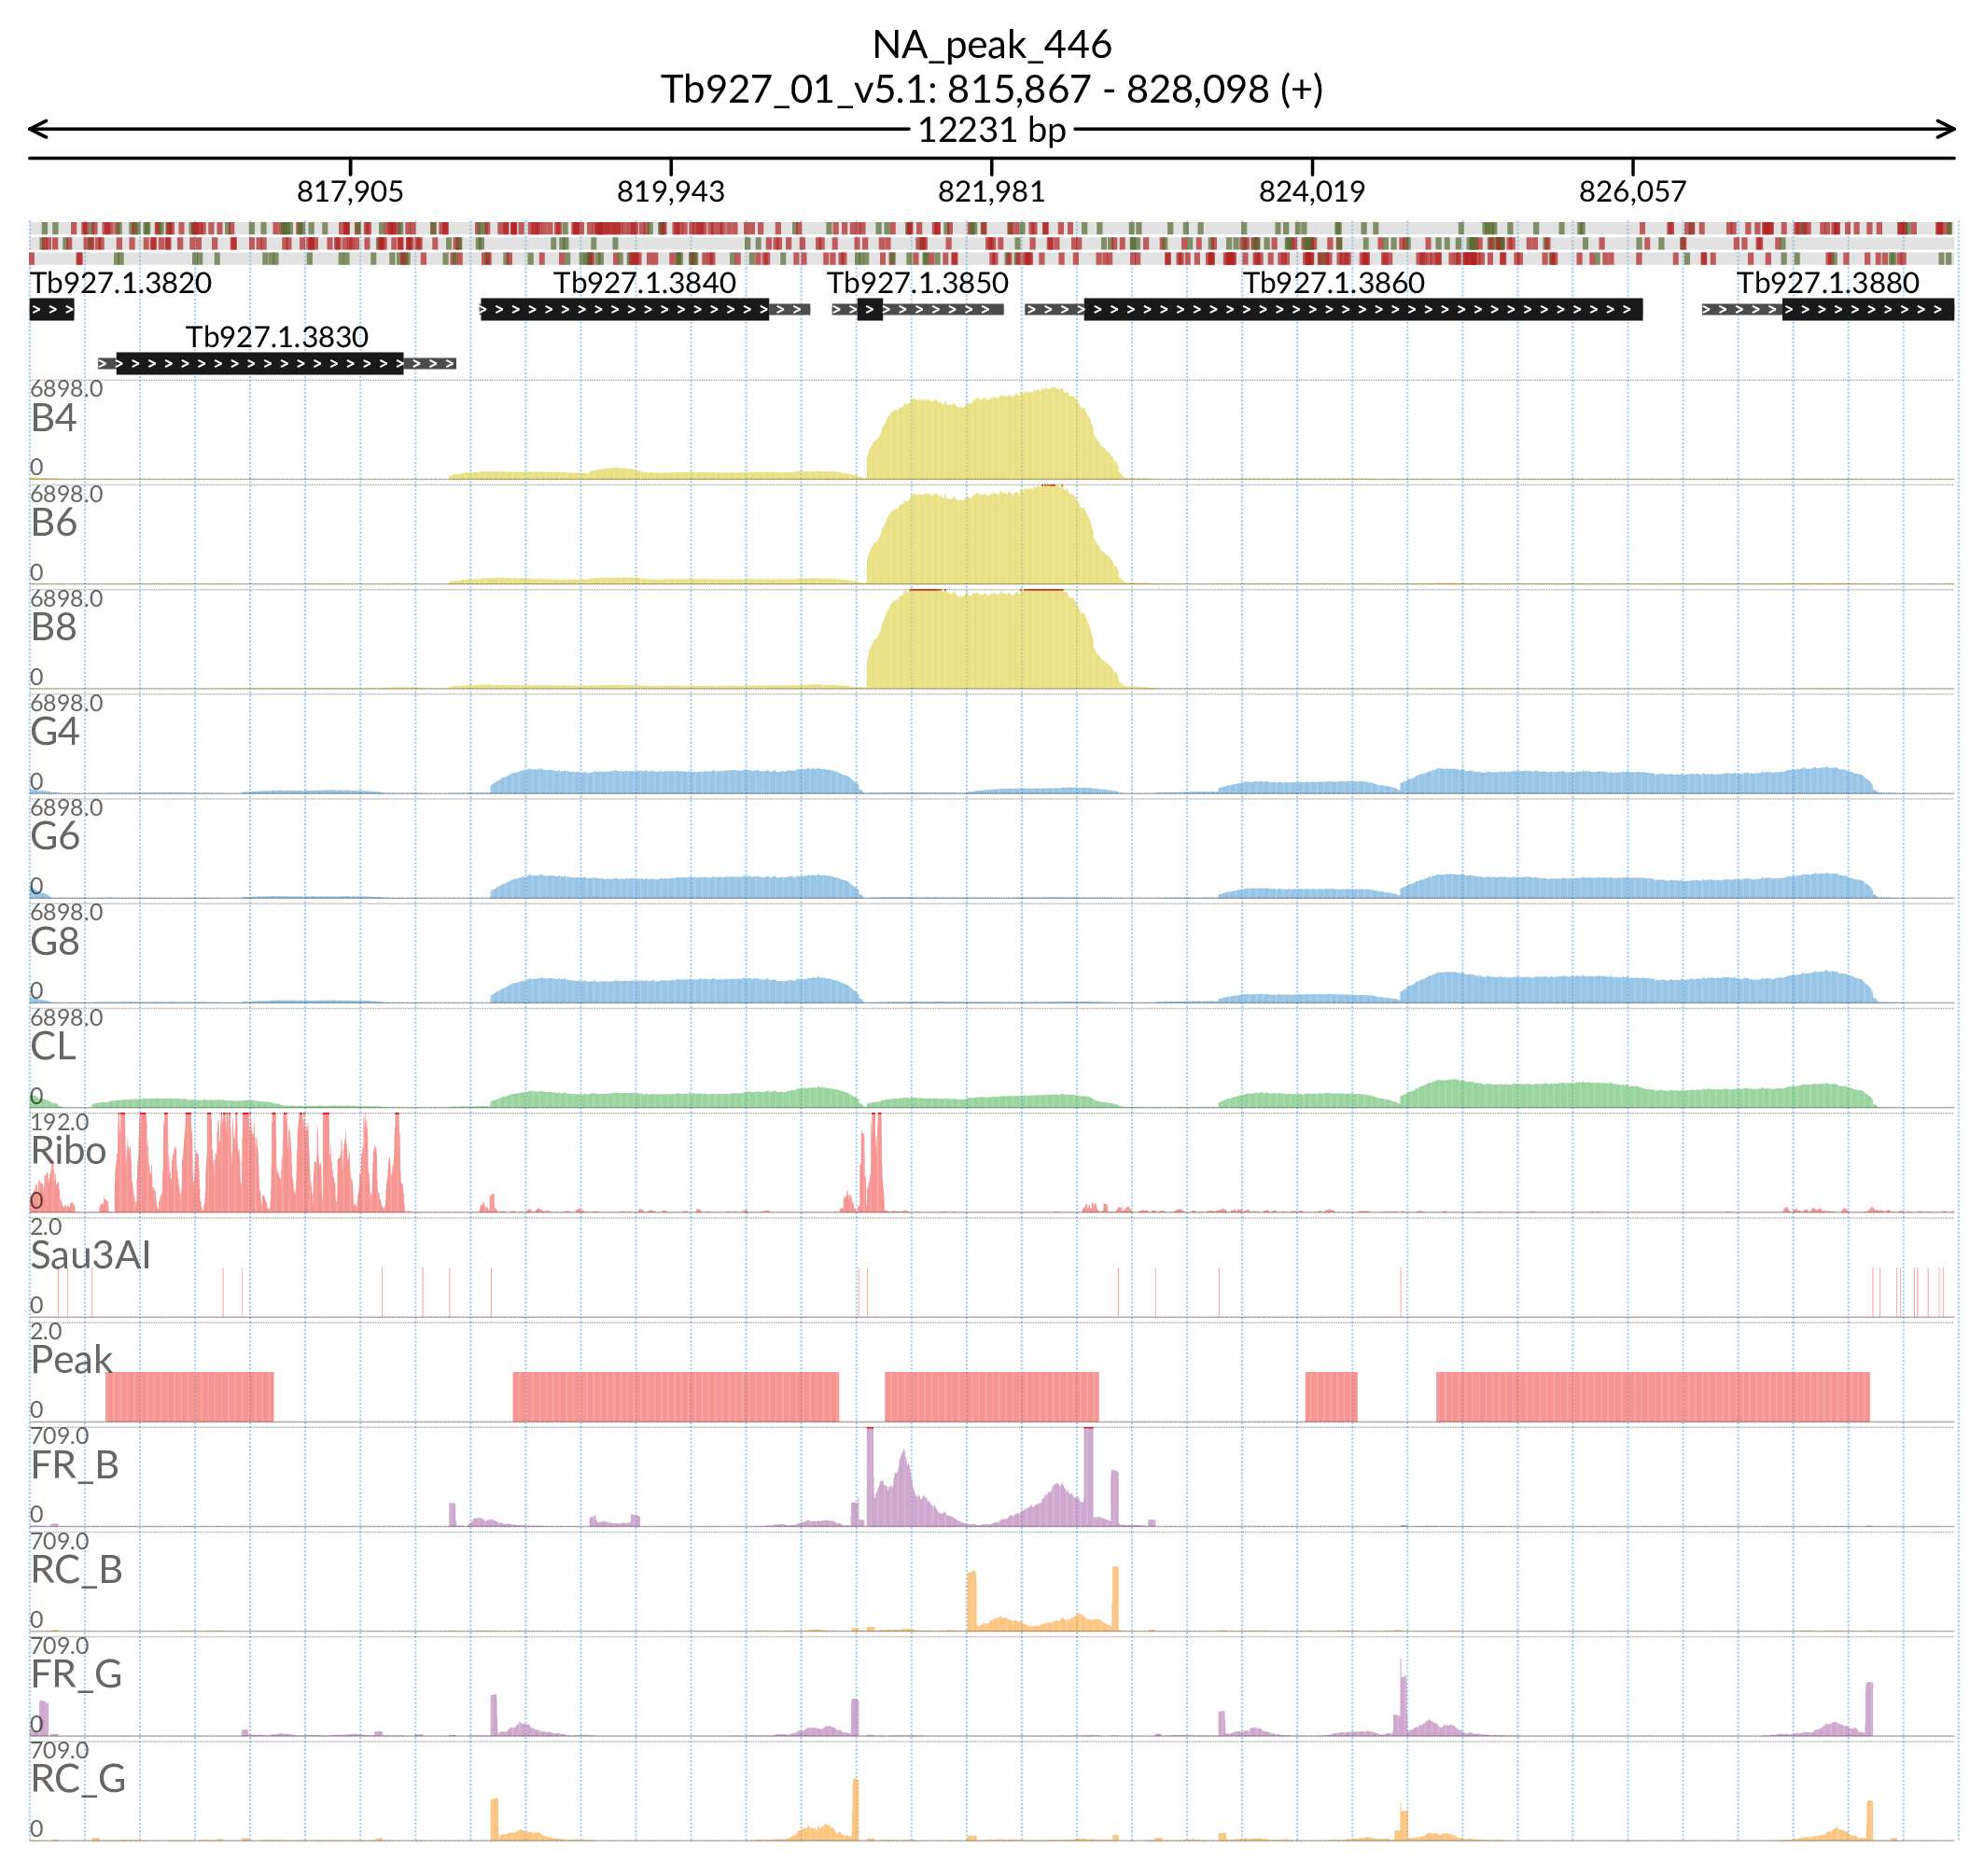 NA_peak_446
Tb927_01_v5.1: 815,867 - 828,098 (+)
12231 bp
817,905 819,943 821,981 824,019 826,057
Tb927.1.3820 Tb927.1.3840 Tb927.1.3850 Tb927.1.3860 Tb927.1.3880
Tb927.1.3830
6898.0
B4
0
6898.0
B6
0
6898.0
B8
0
6898.0
G4
0
6898.0
G6
0
6898.0
G8
0
6898.0
CL
0
192.0
Ribo
0
2.0
Sau3AI
0
2.0
Peak
0
709.0
FR_B
0
709.0
RC_B
0
709.0
FR_G
0
709.0
RC_G
0